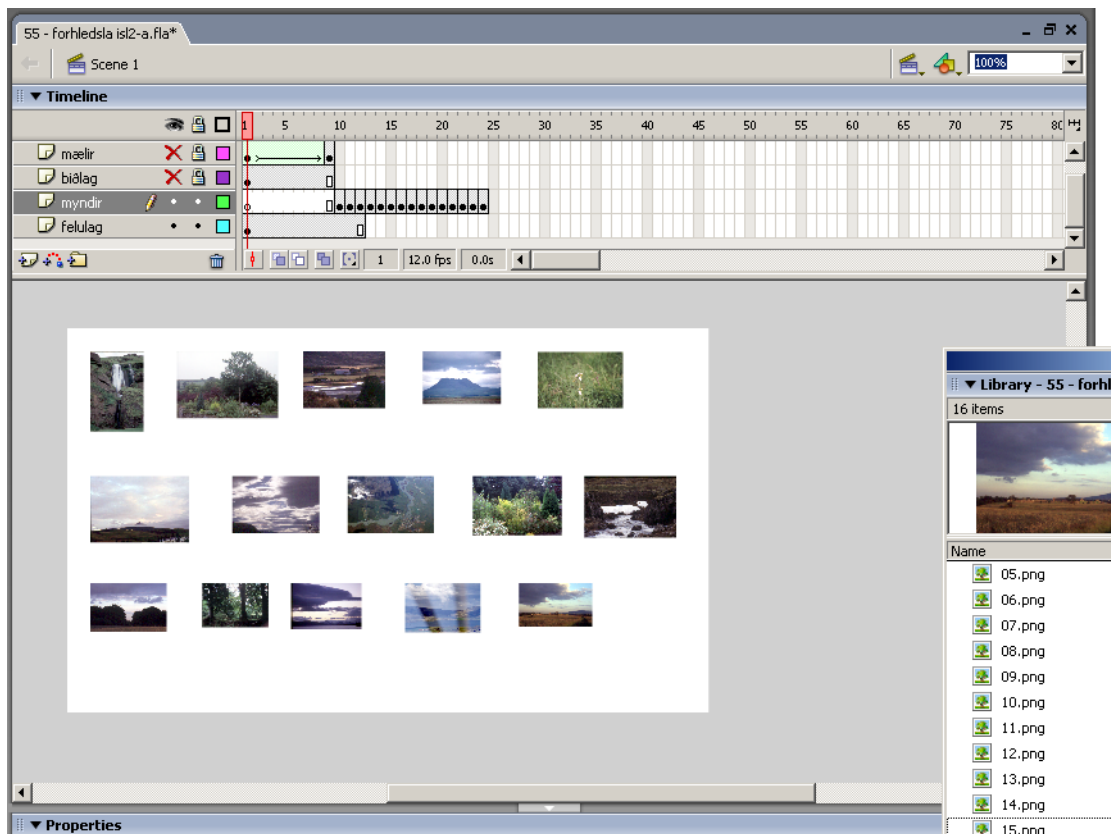 55 - forhledsla isl2-a.fla*
Scene 1
100%
Timeline
1 5 10 15 20 25 30 35 40 45 50 55 60 65 70 75 80
mælir
biðlag
myndir
felulag
1 12.0 fps 0.0s
Library - 55 - forhl
16 items
Name
05.png
06.png
07.png
08.png
09.png
10.png
11.png
12.png
13.png
14.png
15.png
Properties